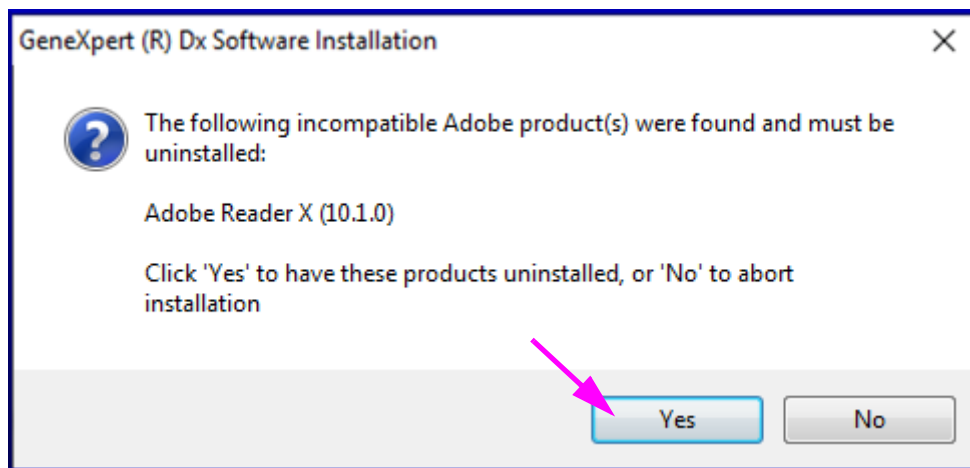 GeneXpert (R) Dx Software Installation
The following incompatible Adobe product(s) were found and must be
uninstalled:
Adobe Reader X (10.1.0)
Click 'Yes' to have these products uninstalled, or 'No' to abort
installation
Yes No